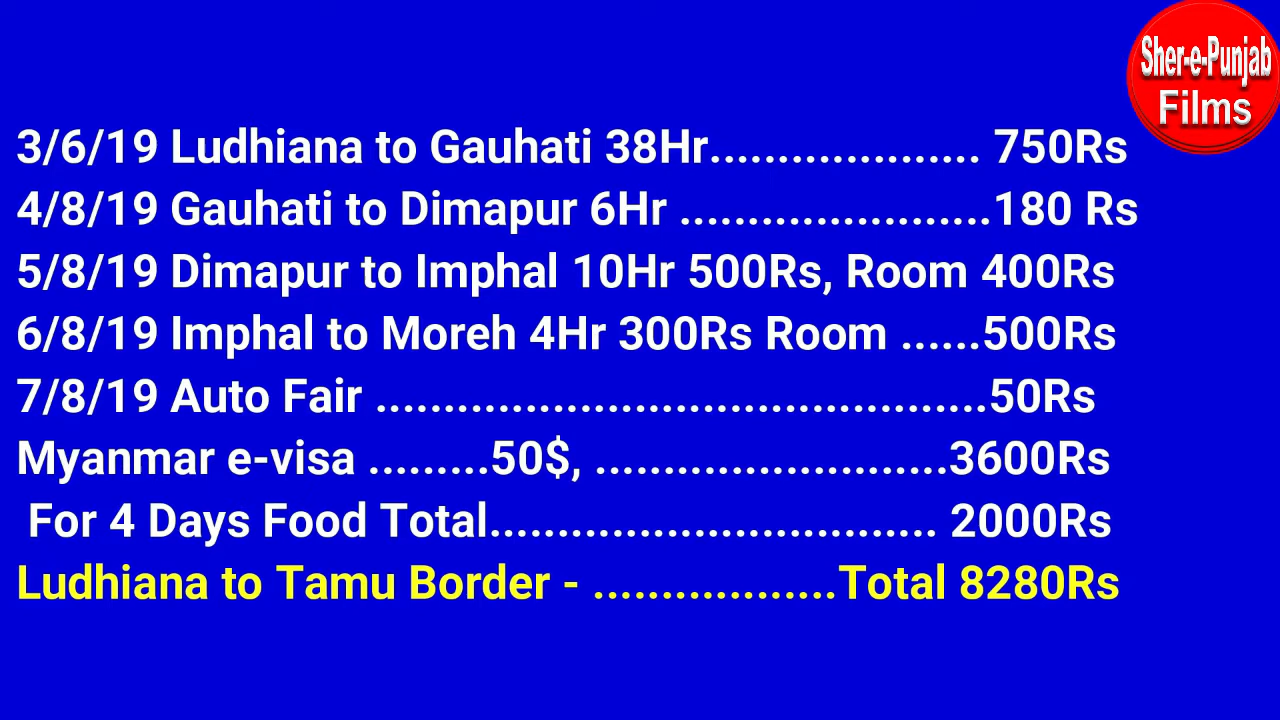 Sher-e-Punjab
Films
3/6/19 Ludhiana to Gauhati 38Hr.................... 750Rs
4/8/19 Gauhati to Dimapur 6Hr .......................180 Rs
5/8/19 Dimapur to Imphal 10Hr 500Rs, Room 400Rs
6/8/19 Imphal to Moreh 4Hr 300Rs Room ......500Rs
7/8/19 Auto Fair .............................................50Rs
Myanmar e-visa .........50$, ..........................3600Rs
For 4 Days Food Total................................. 2000Rs
Ludhiana to Tamu Border - ..................Total 8280Rs